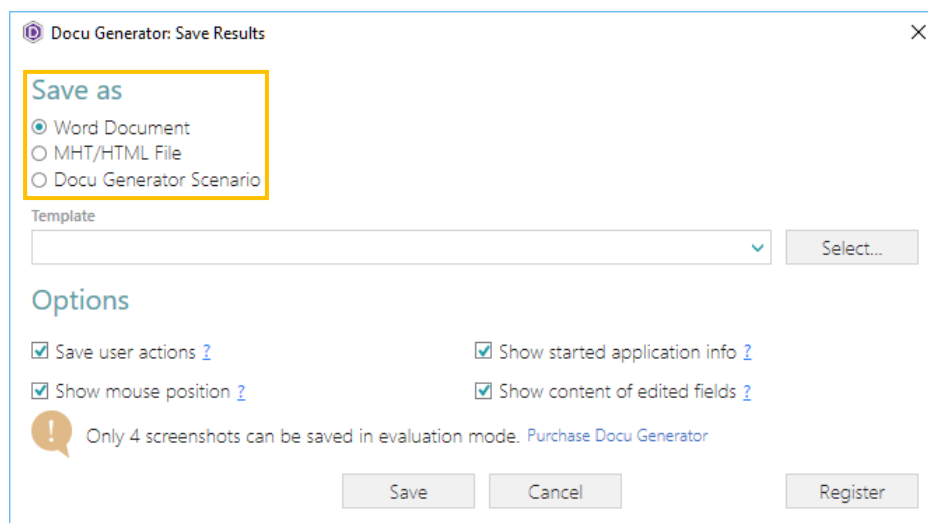 Docu Generator: Save Results
Save as
Word Document
MHT/HTML File
Docu Generator Scenario
Template
Select...
Options
Save user actions ?
Show started application info ?
Show mouse position ?
Show content of edited fields ?
! Only 4 screenshots can be saved in evaluation mode. Purchase Docu Generator
Save Cancel Register